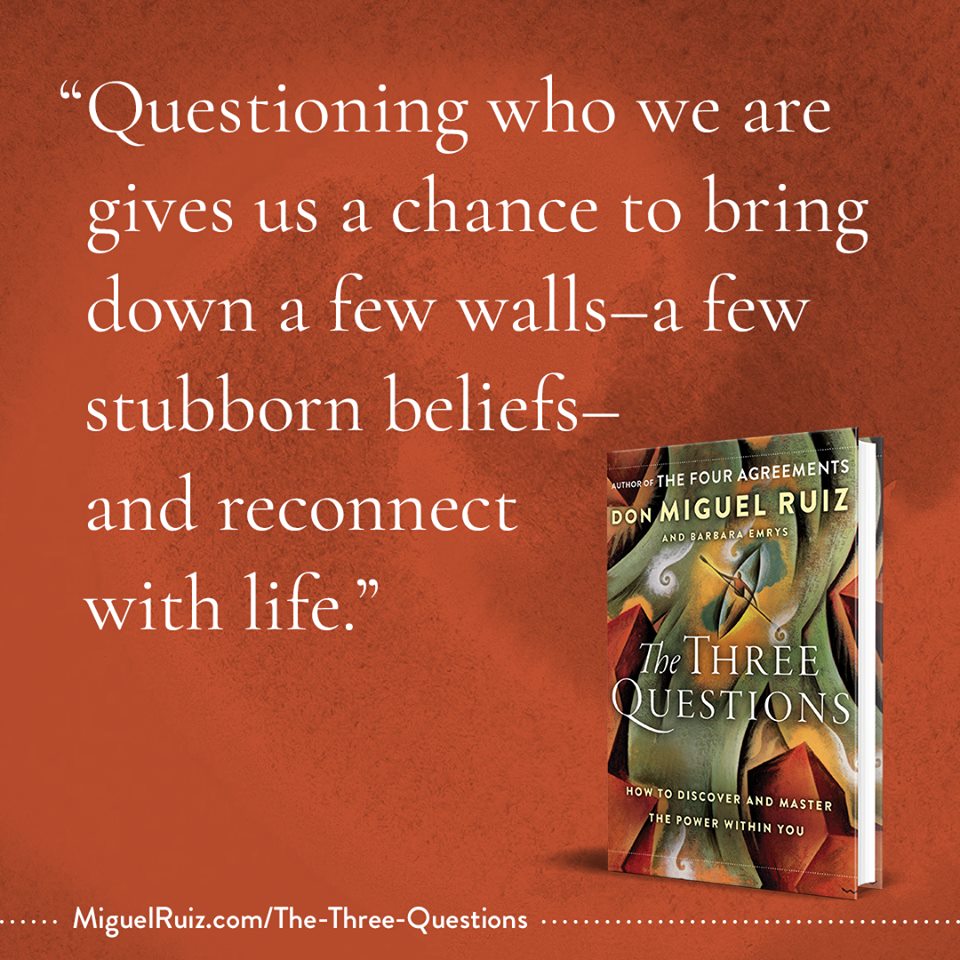 “Questioning who we are
gives us a chance to bring
down a few walls–a few
stubborn beliefs–
and reconnect
with life.”
AUTHOR OF THE FOUR AGREEMENTS
DON MIGUEL RUIZ
AND BARBARA EMRYS
The THREE
QUESTIONS
HOW TO DISCOVER AND MASTER
THE POWER WITHIN YOU
MiguelRuiz.com/The-Three-Questions